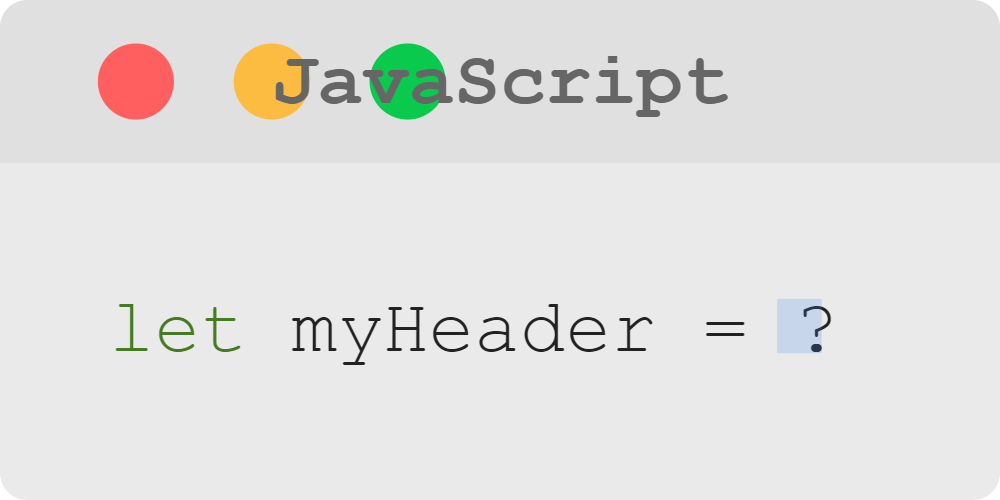 JavaScript
let myHeader = ?